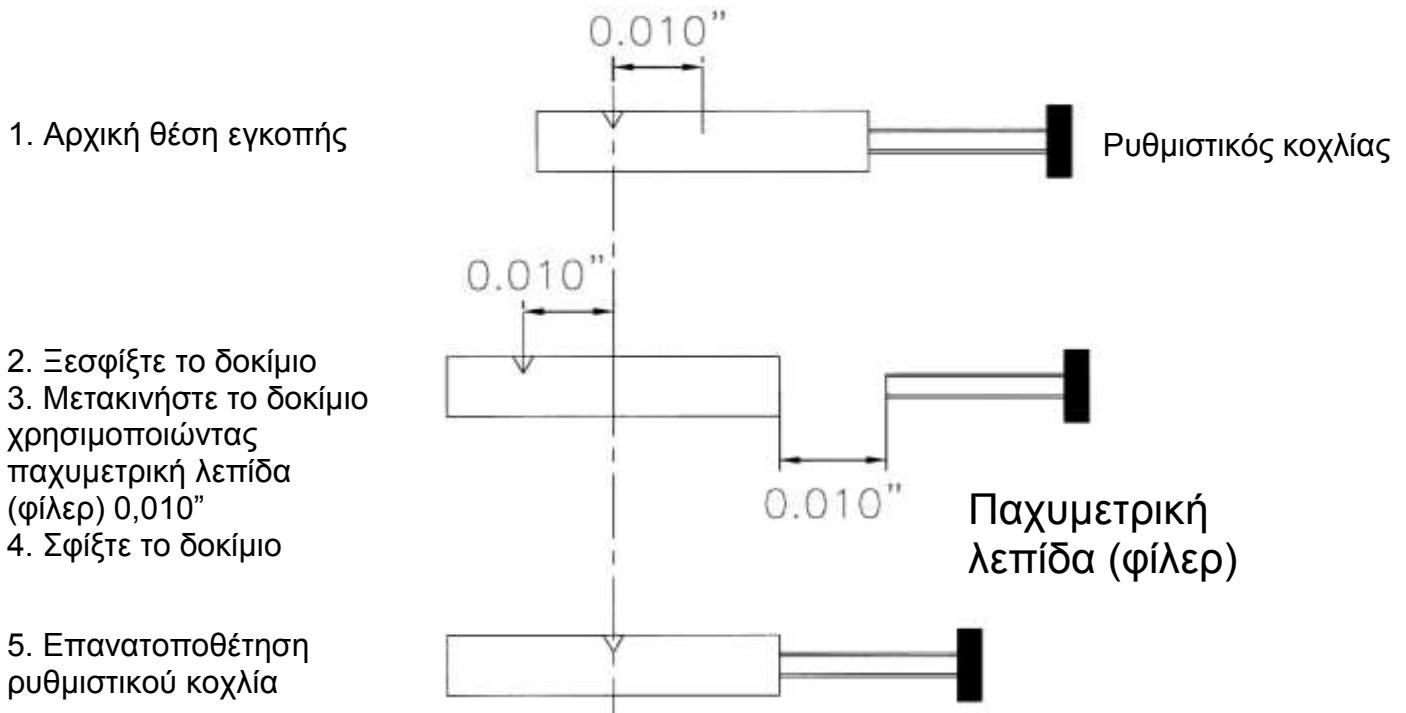 0.010”
1. Αρχική θέση εγκοπής
Ρυθμιστικός κοχλίας
0.010”
2. Ξεσφίξτε το δοκίμιο
3. Μετακινήστε το δοκίμιο
χρησιμοποιώντας
παχυμετρική λεπίδα
(φίλερ) 0,010”
4. Σφίξτε το δοκίμιο
0.010”
Παχυμετρική
λεπίδα (φίλερ)
5. Επανατοποθέτηση
ρυθμιστικού κοχλία